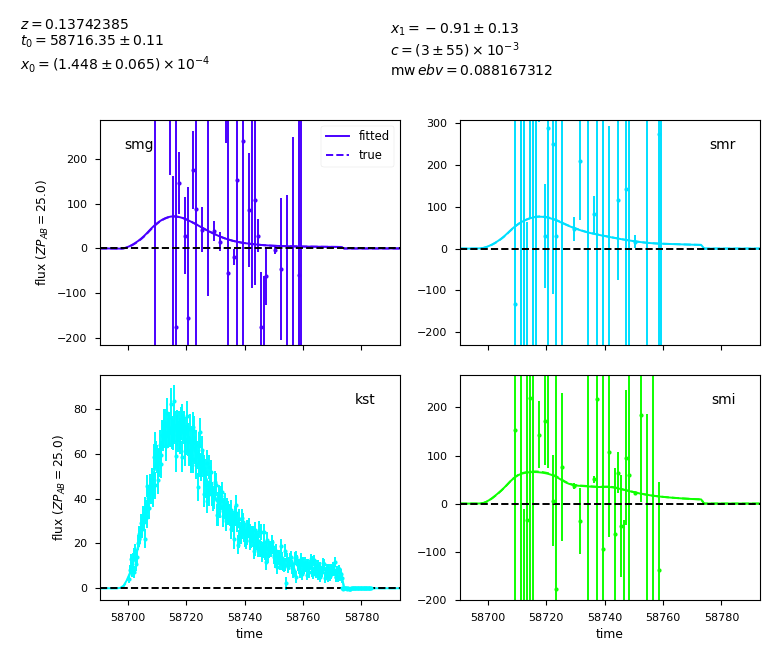 z = 0.13742385
t₀ = 58716.35 ± 0.11
x₀ = (1.448 ± 0.065) × 10⁻⁴
x₁ = −0.91 ± 0.13
c = (3 ± 55) × 10⁻³
mw ebv = 0.088167312
smg
fitted
true
200
100
0
−100
−200
flux (ZP_AB = 25.0)
smr
300
200
100
0
−100
−200
kst
80
60
40
20
0
flux (ZP_AB = 25.0)
58700 58720 58740 58760 58780
time
smi
200
100
0
−100
−200
58700 58720 58740 58760 58780
time